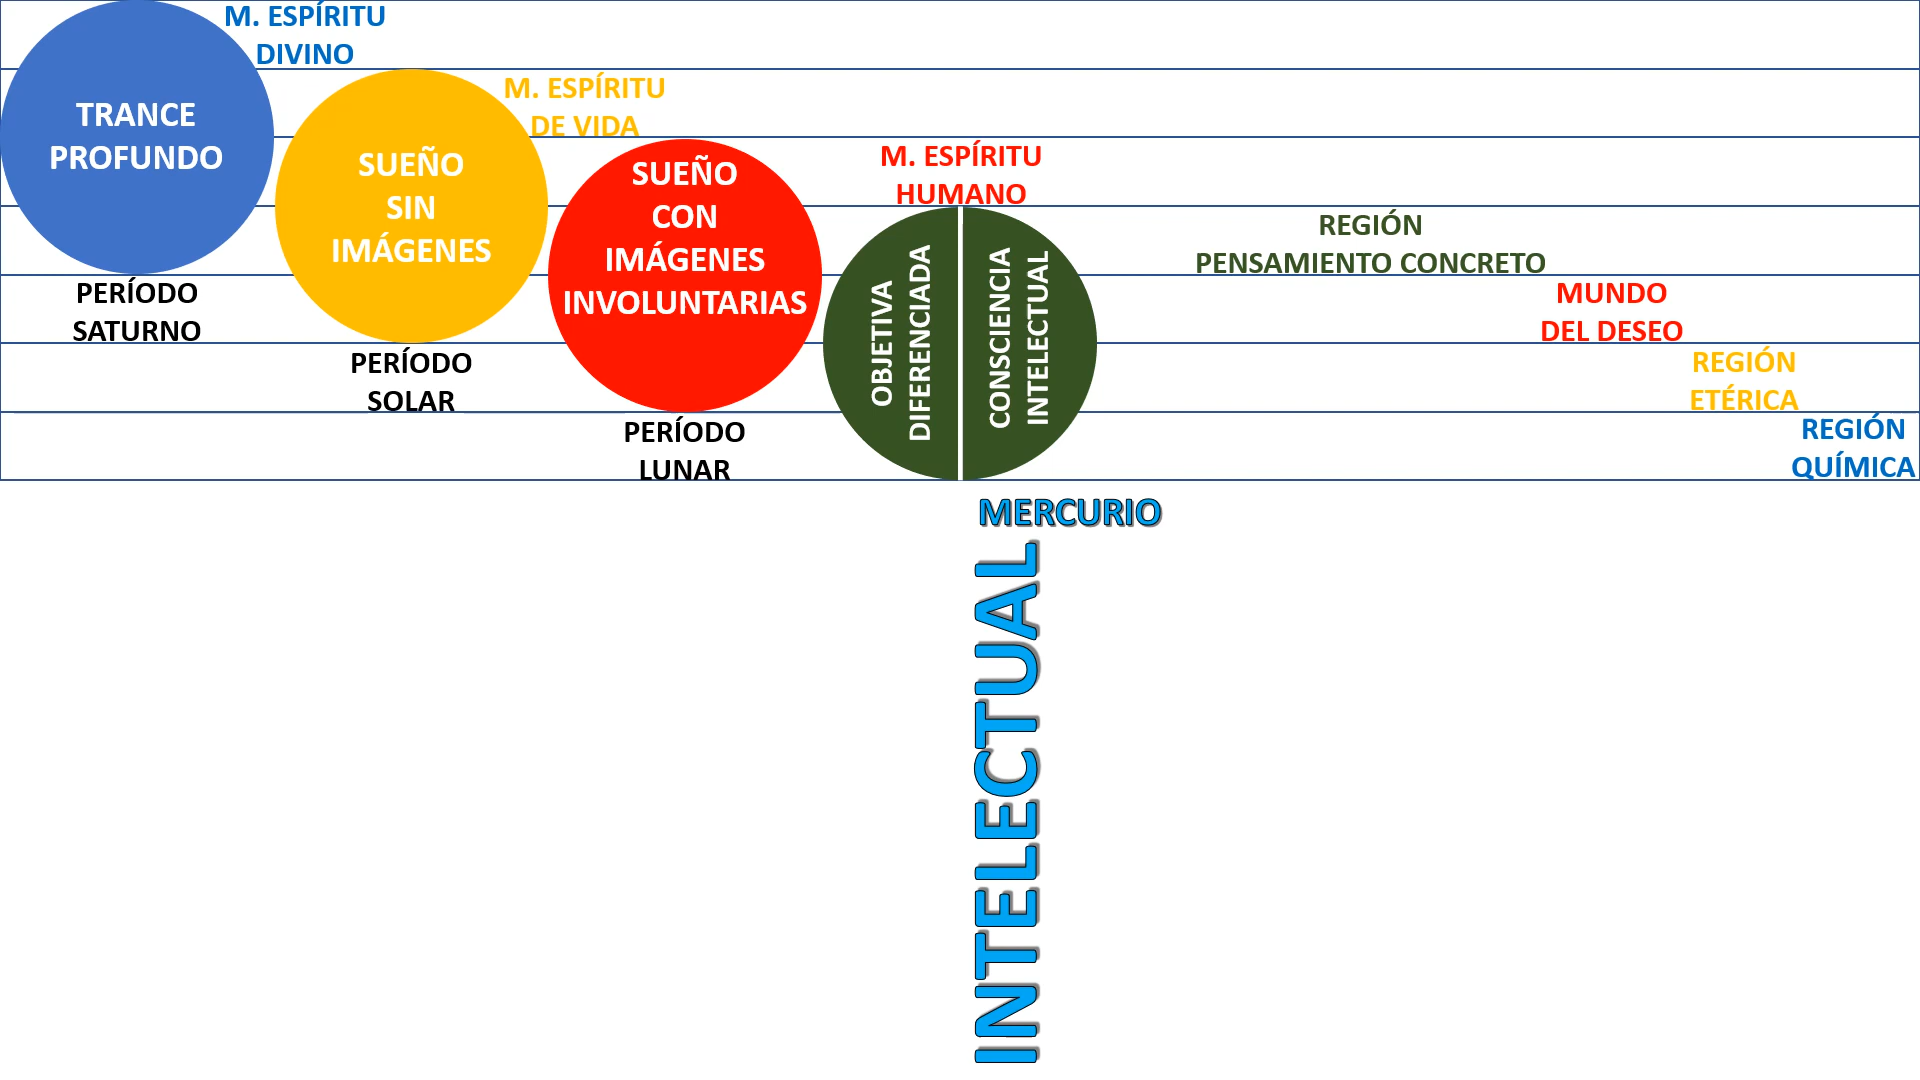 M. ESPÍRITU
DIVINO
TRANCE
PROFUNDO
PERÍODO
SATURNO
M. ESPÍRITU
DE VIDA
SUEÑO
SIN
IMÁGENES
PERÍODO
SOLAR
SUEÑO
CON
IMÁGENES
INVOLUNTARIAS
PERÍODO
LUNAR
M. ESPÍRITU
HUMANO
OBJETIVA
DIFERENCIADA
CONSCIENCIA
INTELECTUAL
REGIÓN
PENSAMIENTO CONCRETO
MUNDO
DEL DESEO
REGIÓN
ETÉRICA
REGIÓN
QUÍMICA
MERCURIO
INTELECTUAL